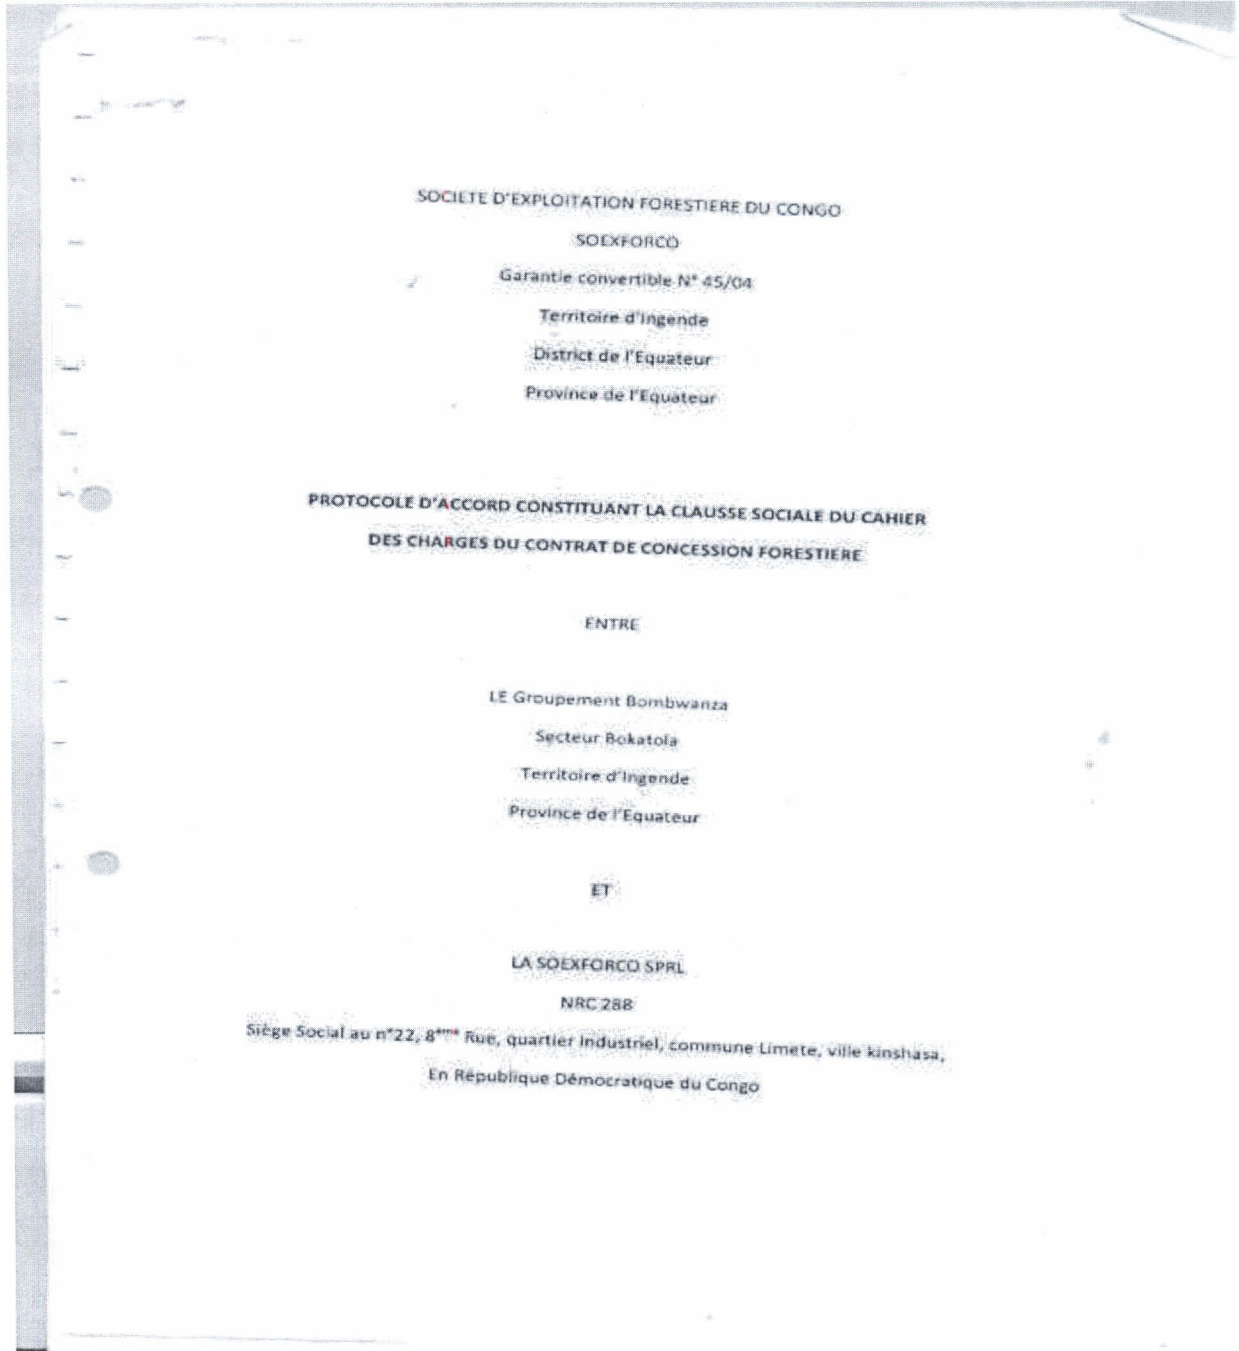 SOCIETE D'EXPLOITATION FORESTIERE DU CONGO
SOEXFORCO
Garantie convertible N° 45/04
Territoire d'Ingende
District de l'Equateur
Province de l'Equateur
PROTOCOLE D'ACCORD CONSTITUANT LA CLAUSSE SOCIALE DU CAHIER
DES CHARGES DU CONTRAT DE CONCESSION FORESTIERE
ENTRE
LE Groupement Bombwanza
Secteur Bokatola
Territoire d'Ingende
Province de l'Equateur
ET
LA SOEXFORCO SPRL
NRC 288
Siège Social au n°22, 8ème Rue, quartier industriel, commune Limete, ville kinshasa,
En République Démocratique du Congo